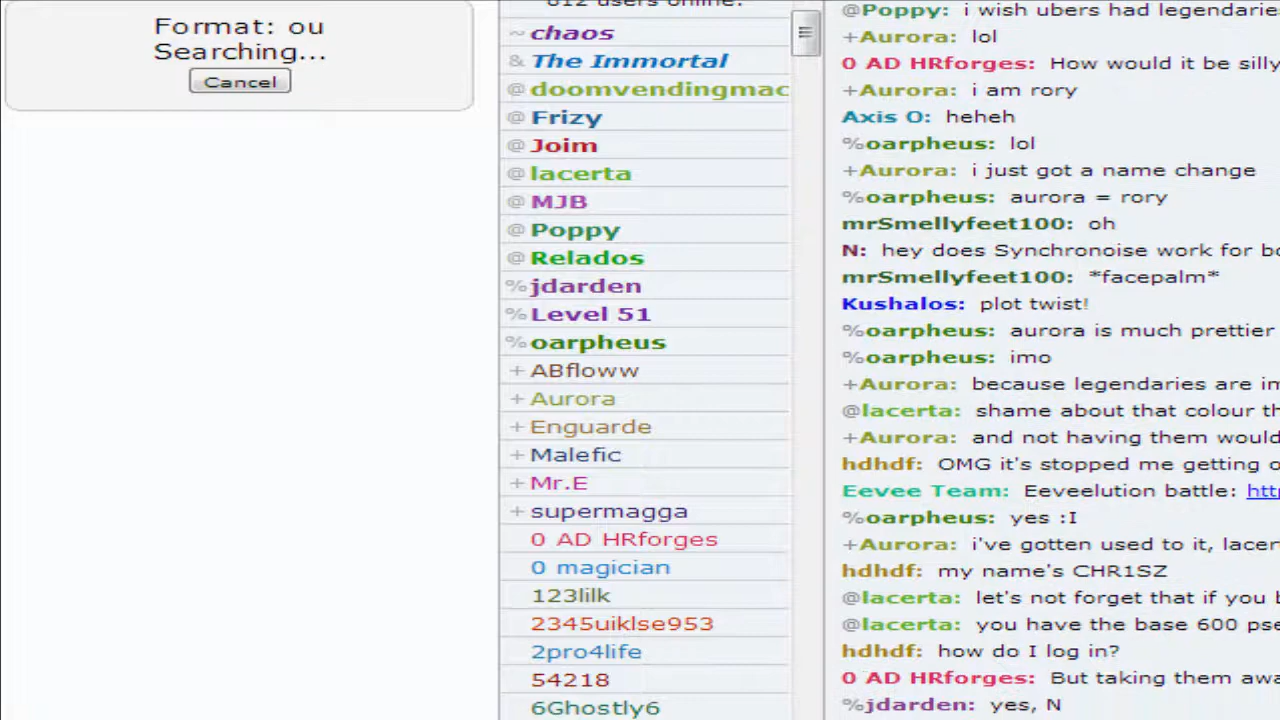 Format: ou
Searching...
Cancel
612 users online:
~ chaos
& The Immortal
@ doomvendingmac
@ Frizy
@ Joim
@ lacerta
@ MJB
@ Poppy
@ Relados
% jdarden
% Level 51
% oarpheus
+ ABfloww
+ Aurora
+ Enguarde
+ Malefic
+ Mr.E
+ supermagga
0 AD HRforges
0 magician
123lilk
2345uiklse953
2pro4life
54218
6Ghostly6
@Poppy: i wish ubers had legendarie
+Aurora: lol
0 AD HRforges: How would it be silly
+Aurora: i am rory
Axis O: heheh
%oarpheus: lol
+Aurora: i just got a name change
%oarpheus: aurora = rory
mrSmellyfeet100: oh
N: hey does Synchronoise work for bo
mrSmellyfeet100: *facepalm*
Kushalos: plot twist!
%oarpheus: aurora is much prettier
%oarpheus: imo
+Aurora: because legendaries are im
@lacerta: shame about that colour th
+Aurora: and not having them would
hdhdf: OMG it's stopped me getting o
Eevee Team: Eeveelution battle: htt
%oarpheus: yes :I
+Aurora: i've gotten used to it, lacer
hdhdf: my name's CHR1SZ
@lacerta: let's not forget that if you b
@lacerta: you have the base 600 pse
hdhdf: how do I log in?
0 AD HRforges: But taking them awa
%jdarden: yes, N